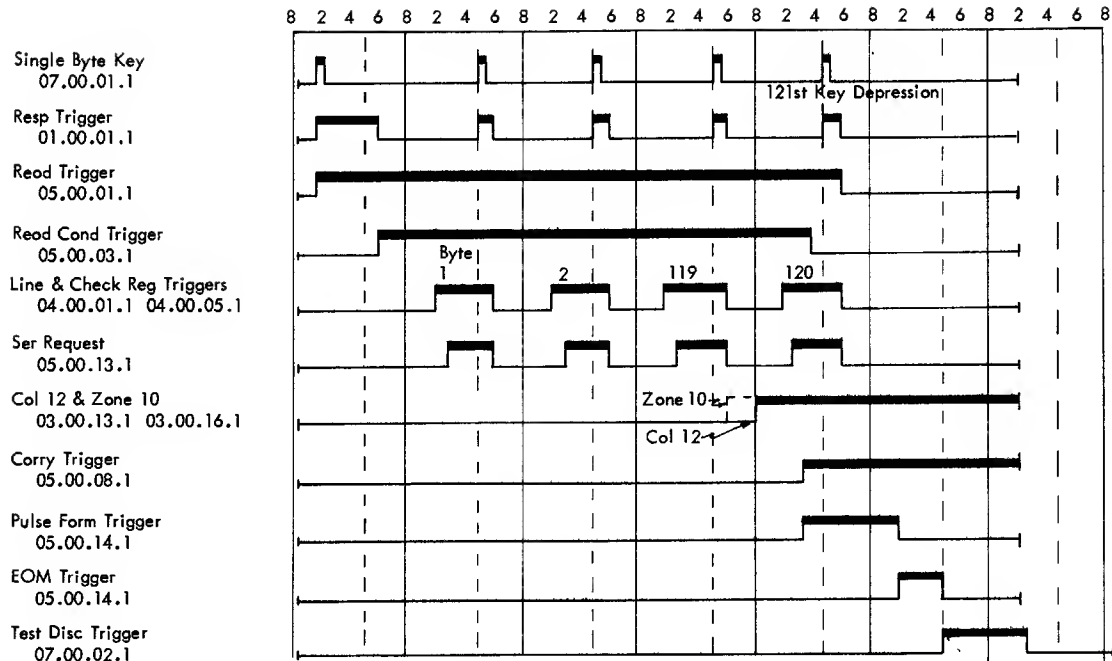 8 2 4 6 8 2 4 6 8 2 4 6 8 2 4 6 8 2 4 6 8 2 4 6 8 2 4 6 8
Single Byte Key
07.00.01.1
121st Key Depression
Resp Trigger
01.00.01.1
Reod Trigger
05.00.01.1
Reod Cond Trigger
05.00.03.1
Byte
1 2 119 120
Line & Check Reg Triggers
04.00.01.1 04.00.05.1
Ser Request
05.00.13.1
Col 12 & Zone 10
03.00.13.1 03.00.16.1
Zone 10
Col 12
Corry Trigger
05.00.08.1
Pulse Form Trigger
05.00.14.1
EOM Trigger
05.00.14.1
Test Disc Trigger
07.00.02.1